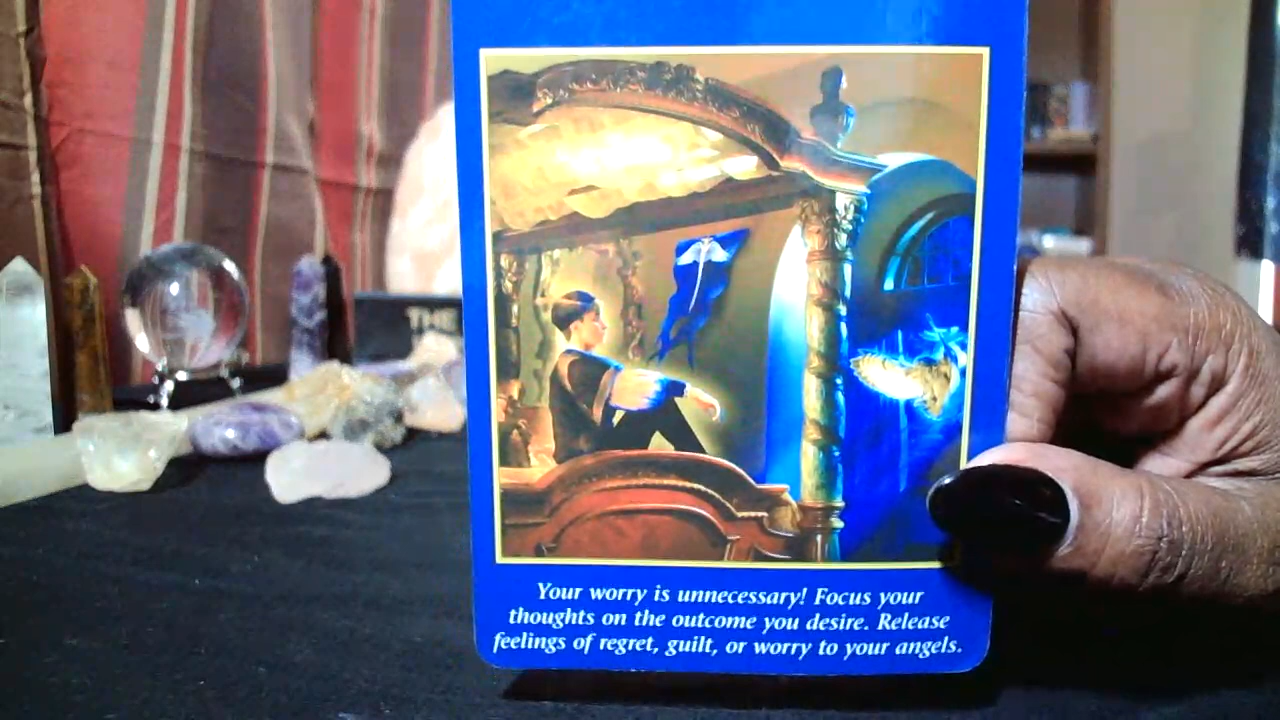 THE
Your worry is unnecessary! Focus your
thoughts on the outcome you desire. Release
feelings of regret, guilt, or worry to your angels.